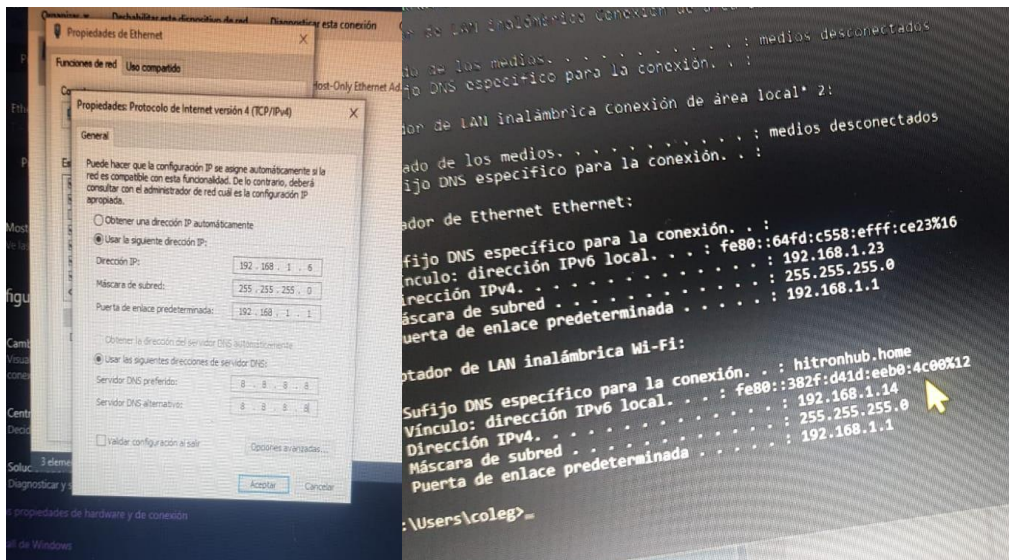 Deshabilitar este dispositivo de red
Diagnosticar esta conexión
Propiedades de Ethernet
Funciones de red
Uso compartido
Host-Only Ethernet Ad
Propiedades: Protocolo de Internet versión 4 (TCP/IPv4)
General
Puede hacer que la configuración IP se asigne automáticamente si la
red es compatible con esta funcionalidad. De lo contrario, deberá
consultar con el administrador de red cuál es la configuración IP
apropiada.
Obtener una dirección IP automáticamente
Usar la siguiente dirección IP:
Dirección IP: 192 . 168 . 1 . 6
Máscara de subred: 255 . 255 . 255 . 0
Puerta de enlace predeterminada: 192 . 168 . 1 . 1
Obtener la dirección del servidor DNS automáticamente
Usar las siguientes direcciones de servidor DNS:
Servidor DNS preferido: 8 . 8 . 8 . 8
Servidor DNS alternativo: 8 . 8 . 8 . 8
Validar configuración al salir
Opciones avanzadas...
Aceptar
Cancelar
3 eleme
Diagnosticar y s
s propiedades de hardware y de conexión
all de Windows
do de los medios. . . . . . . . . . . : medios desconectados
fijo DNS específico para la conexión. . :
dor de LAN inalámbrica Conexión de área local* 2:
ado de los medios. . . . . . . . . . . : medios desconectados
ijo DNS específico para la conexión. . :
ador de Ethernet Ethernet:
fijo DNS específico para la conexión. . :
nculo: dirección IPv6 local. . . : fe80::64fd:c558:efff:ce23%16
irección IPv4. . . . . . . . . . . . . . : 192.168.1.23
áscara de subred . . . . . . . . . . . . : 255.255.255.0
uerta de enlace predeterminada . . . . . : 192.168.1.1
ptador de LAN inalámbrica Wi-Fi:
Sufijo DNS específico para la conexión. . : hitronhub.home
Vínculo: dirección IPv6 local. . . : fe80::382f:d41d:eeb0:4c00%12
Dirección IPv4. . . . . . . . . . . . . . : 192.168.1.14
Máscara de subred . . . . . . . . . . . . : 255.255.255.0
Puerta de enlace predeterminada . . . . . : 192.168.1.1
:\Users\coleg>_